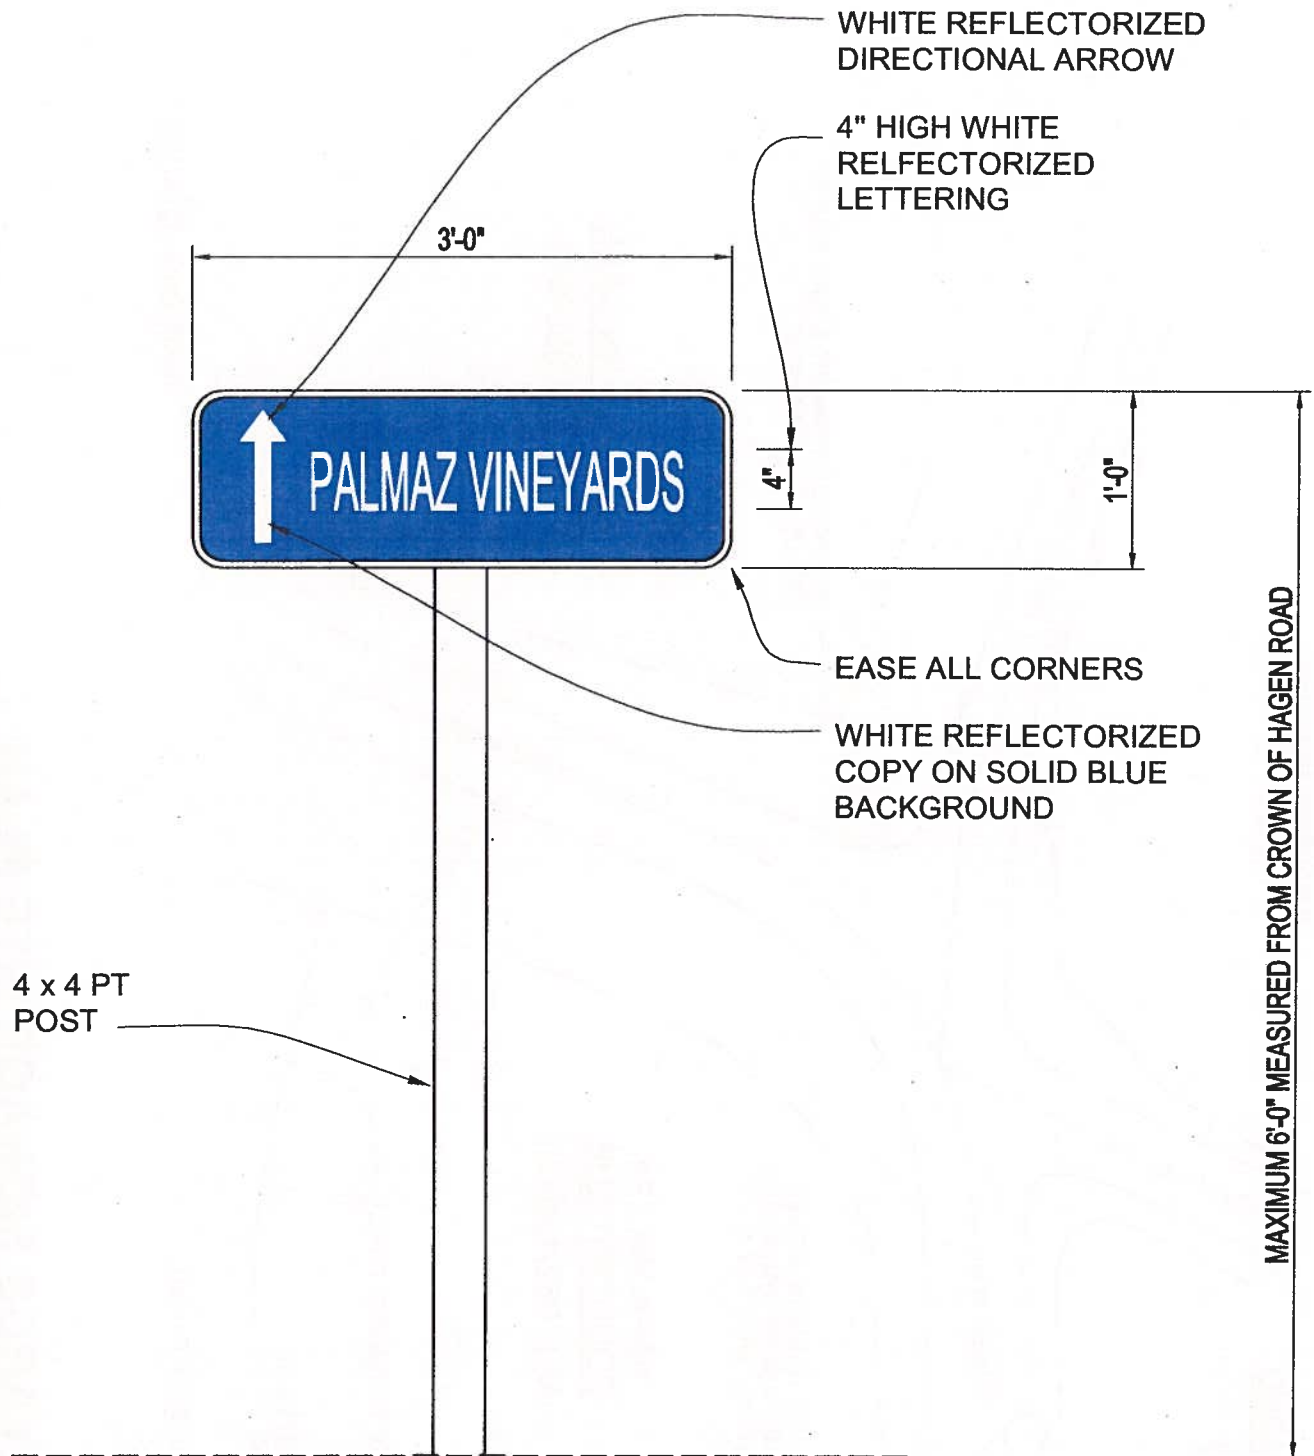 WHITE REFLECTORIZED
DIRECTIONAL ARROW
4" HIGH WHITE
RELFECTORIZED
LETTERING
3'-0"
PALMAZ VINEYARDS
4"
1'-0"
EASE ALL CORNERS
WHITE REFLECTORIZED
COPY ON SOLID BLUE
BACKGROUND
MAXIMUM 6'-0" MEASURED FROM CROWN OF HAGEN ROAD
4 x 4 PT
POST